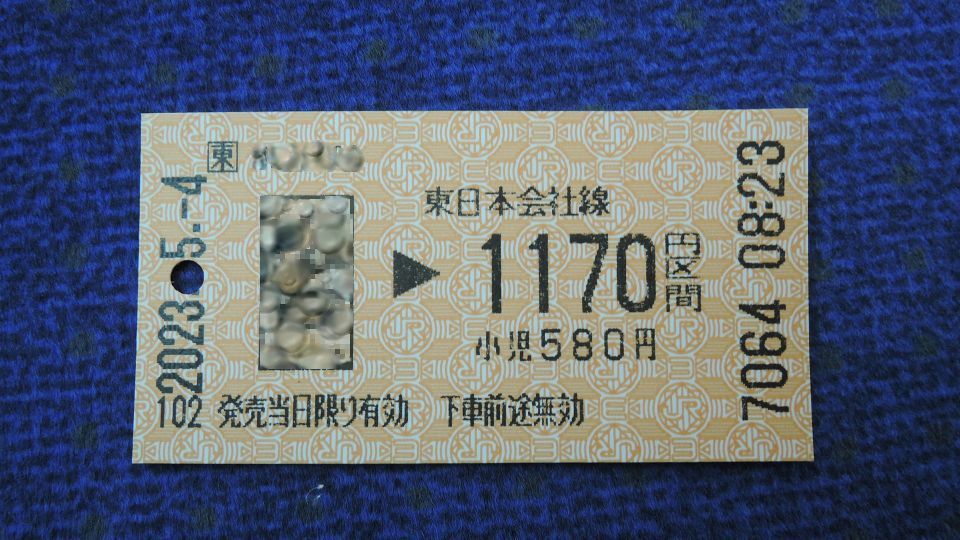 東
東日本会社線
▶ 1170円区間
小児580円
発売当日限り有効 下車前途無効
102
2023.-5.-4
7064 08:23